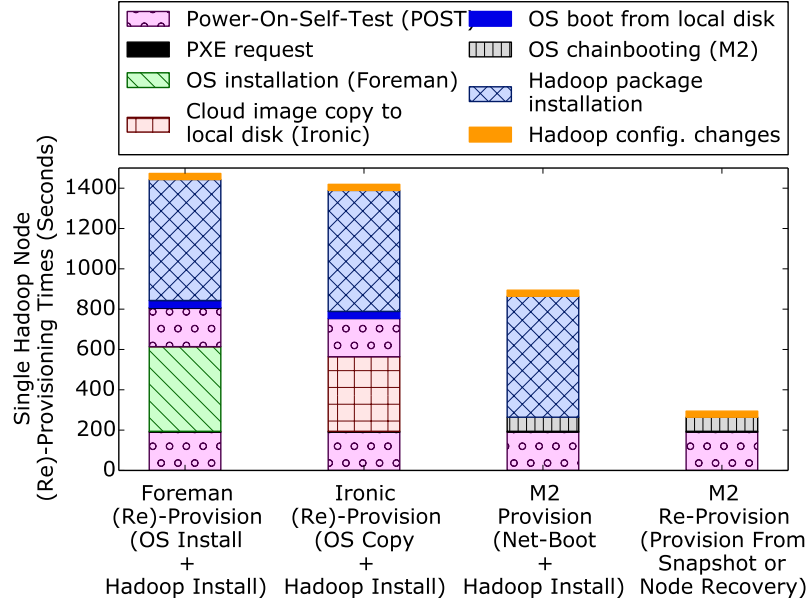 Power-On-Self-Test (POST)
PXE request
OS installation (Foreman)
Cloud image copy to
local disk (Ironic)
OS boot from local disk
OS chainbooting (M2)
Hadoop package
installation
Hadoop config. changes
Single Hadoop Node
(Re)-Provisioning Times (Seconds)
1400
1200
1000
800
600
400
200
0
Foreman
(Re)-Provision
(OS Install
+
Hadoop Install)
Ironic
(Re)-Provision
(OS Copy
+
Hadoop Install)
M2
Provision
(Net-Boot
+
Hadoop Install)
M2
Re-Provision
(Provision From
Snapshot or
Node Recovery)